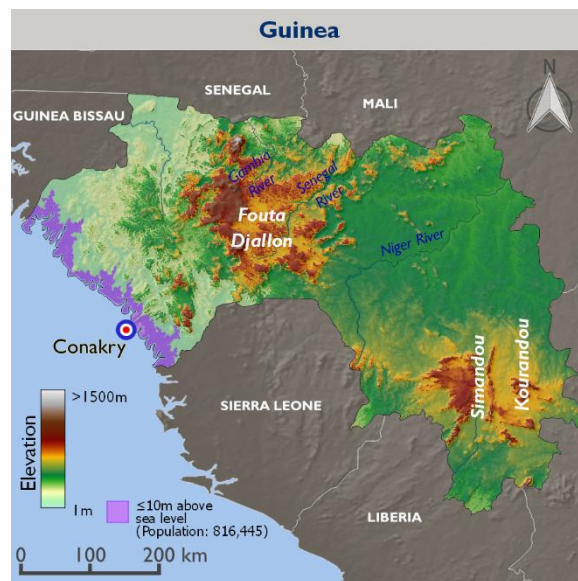 Guinea
SENEGAL
MALI
GUINEA BISSAU
N
Gambia
River
Senegal
River
Fouta
Djallon
Niger River
Conakry
Simandou
Kourandou
SIERRA LEONE
LIBERIA
Elevation
>1500m
1m
≤10m above
sea level
(Population: 816,445)
0 100 200 km